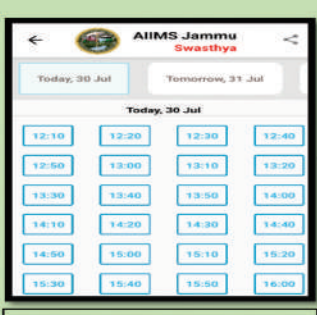 AIIMS Jammu
Swasthya
Today, 30 Jul Tomorrow, 31 Jul
Today, 30 Jul
12:10 12:20 12:30 12:40
12:50 13:00 13:10 13:20
13:30 13:40 13:50 14:00
14:10 14:20 14:30 14:40
14:50 15:00 15:10 15:20
15:30 15:40 15:50 16:00